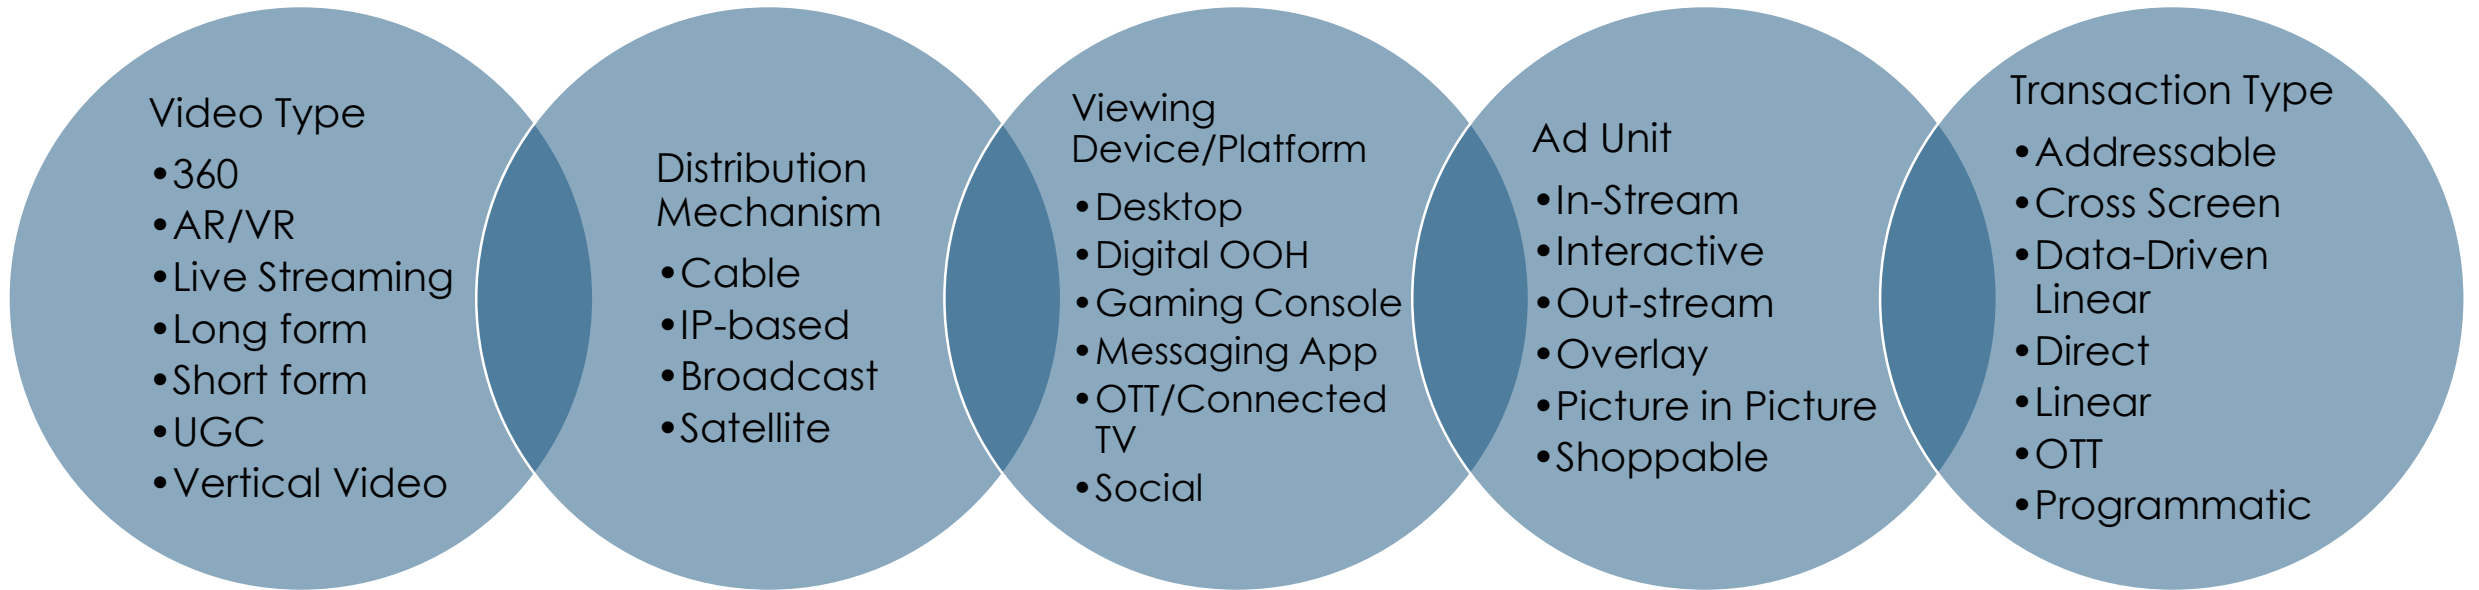 Video Type
•360
•AR/VR
•Live Streaming
•Long form
•Short form
•UGC
•Vertical Video
Distribution
Mechanism
•Cable
•IP-based
•Broadcast
•Satellite
Viewing
Device/Platform
•Desktop
•Digital OOH
•Gaming Console
•Messaging App
•OTT/Connected
TV
•Social
Ad Unit
•In-Stream
•Interactive
•Out-stream
•Overlay
•Picture in Picture
•Shoppable
Transaction Type
•Addressable
•Cross Screen
•Data-Driven
Linear
•Direct
•Linear
•OTT
•Programmatic